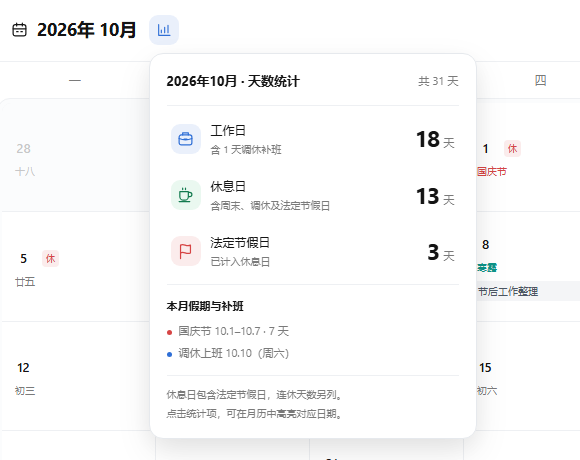 2026年 10月
一
四
28
十八
1 休
国庆节
5 休
廿五
8
寒露
节后工作整理
12
初三
15
初六
2026年10月 · 天数统计
共 31 天
工作日
含 1 天调休补班
18 天
休息日
含周末、调休及法定节假日
13 天
法定节假日
已计入休息日
3 天
本月假期与补班
国庆节 10.1–10.7 · 7 天
调休上班 10.10（周六）
休息日包含法定节假日，连休天数另列。
点击统计项，可在月历中高亮对应日期。